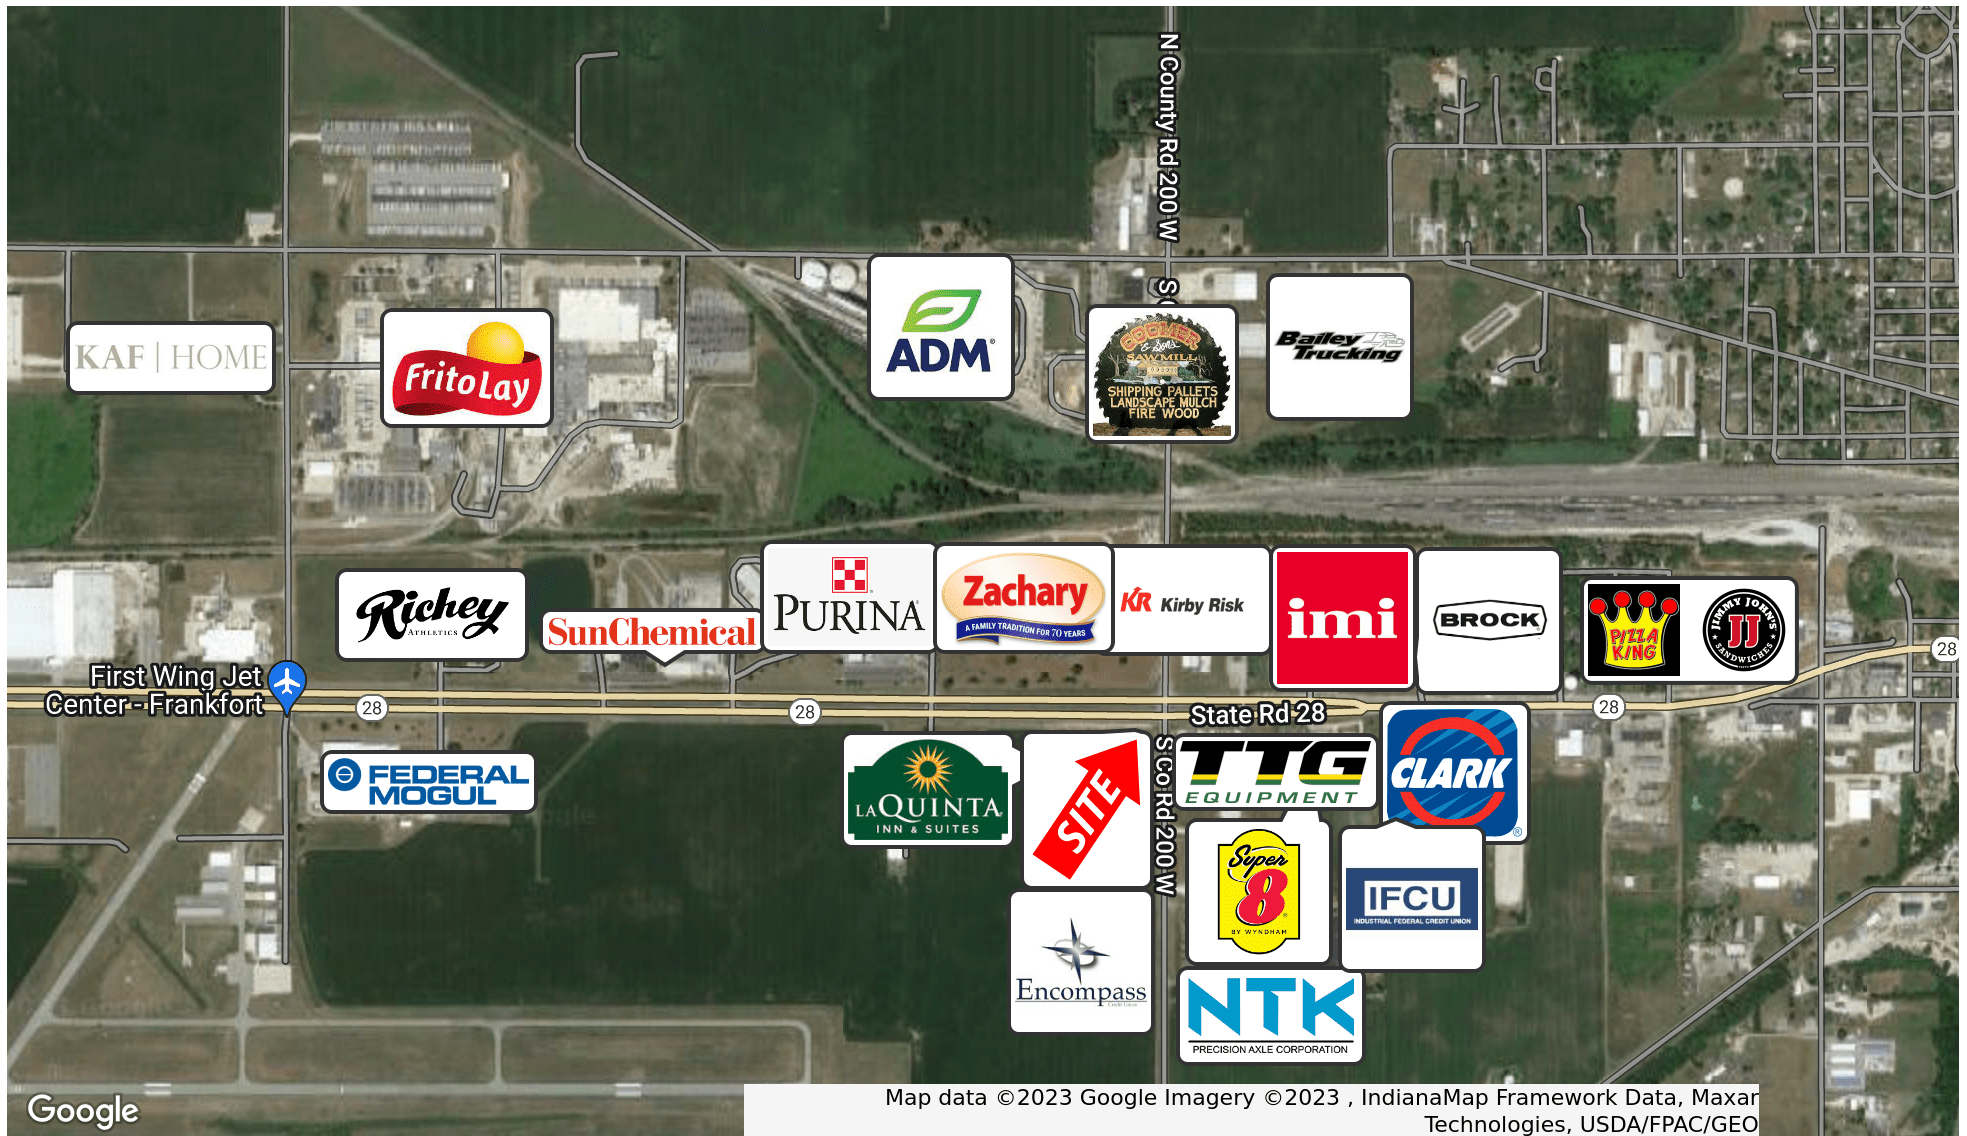 N County Rd 200 W
S C
KAF | HOME
FritoLay
ADM
CROMER
& Sons
SAWMILL
SHIPPING PALLETS
LANDSCAPE MULCH
FIRE WOOD
Bailey
Trucking
Richey
ATHLETICS
SunChemical
PURINA
Zachary
A FAMILY TRADITION FOR 70 YEARS
KR Kirby Risk
imi
BROCK
PIZZA
KING
JIMMY JOHN'S
JJ
SANDWICHES
First Wing Jet
Center - Frankfort
28
28
State Rd 28
28
28
FEDERAL
MOGUL
LAQUINTA
INN & SUITES
SITE
S Co Rd 200 W
TTG
EQUIPMENT
CLARK
Super
8
BY WYNDHAM
IFCU
INDUSTRIAL FEDERAL CREDIT UNION
Encompass
Credit Union
NTK
PRECISION AXLE CORPORATION
Google
Map data ©2023 Google Imagery ©2023 , IndianaMap Framework Data, Maxar
Technologies, USDA/FPAC/GEO